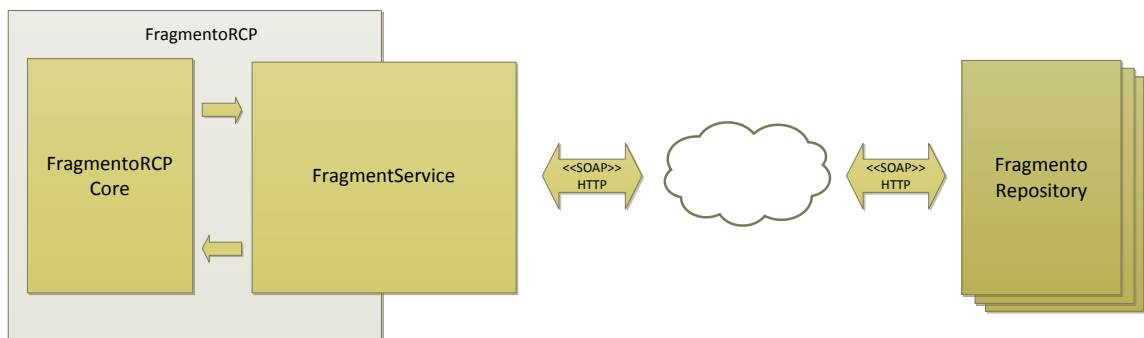 FragmentoRCP
FragmentoRCP
Core
FragmentService
<<SOAP>>
HTTP
<<SOAP>>
HTTP
Fragmento
Repository